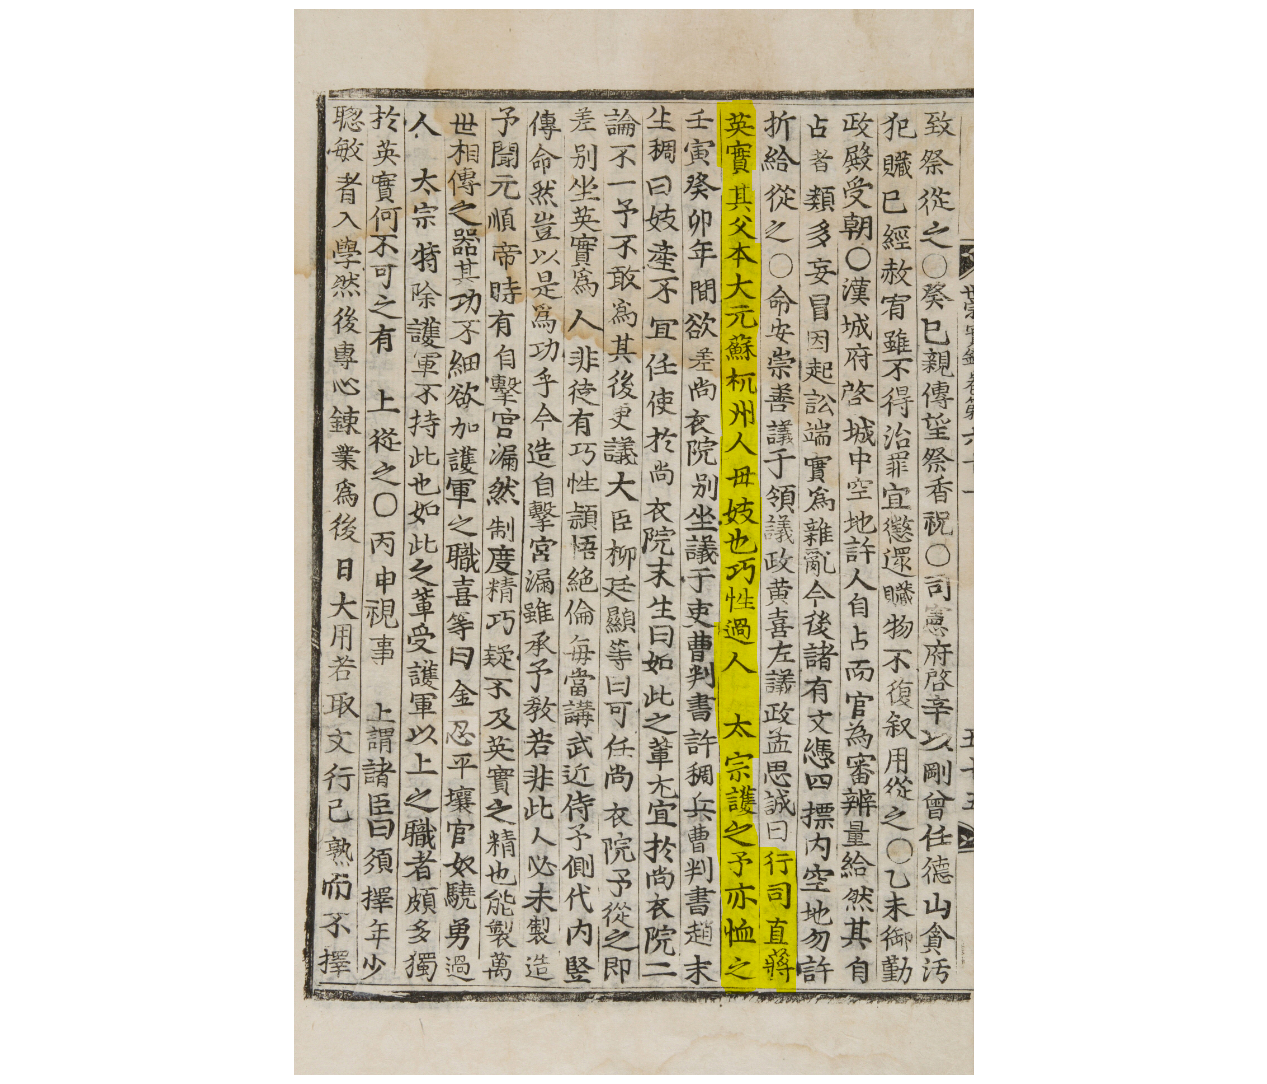 世宗實錄卷第六十一 五十五
致祭從之○癸巳親傳望祭香祝○司憲府啓辛以剛曾任德山貪汚
犯贓已經赦宥雖不得治罪宜懲還贓物不復叙用從之○乙未御勤
政殿受朝○漢城府啓城中空地許人自占而官為審辨量給然其自
占者類多妄冒因起訟端實爲雜亂今後諸有文憑四標內空地勿許
折給從之○命安崇善議于領議政黃喜左議政孟思誠曰行司直蔣
英實其父本大元蘇杭州人毋妓也巧性過人 太宗護之予亦恤之
壬寅癸卯年間欲差尙衣院別坐議于吏曹判書許稠兵曹判書趙末
生稠曰妓產不宜任使於尙衣院末生曰如此之輩尤宜於尙衣院二
論不一予不敢爲其後更議大臣柳廷顯等曰可任尙衣院予從之卽
差別坐英實爲人非徒有巧性頴悟絶倫每當講武近侍予側代內竪
傳命然豈以是爲功乎今造自擊宮漏雖承予敎若非此人必未製造
予聞元順帝時有自擊宮漏然制度精巧疑不及英實之精也能製萬
世相傳之器其功不細欲加護軍之職喜等曰金忍平壤官奴驍勇過
人 太宗特除護軍不持此也如此之輩受護軍以上之職者頗多獨
於英實何不可之有 上從之○丙申視事 上謂諸臣曰須擇年少
聦敏者入學然後專心鍊業爲後日大用若取文行已熟而不擇